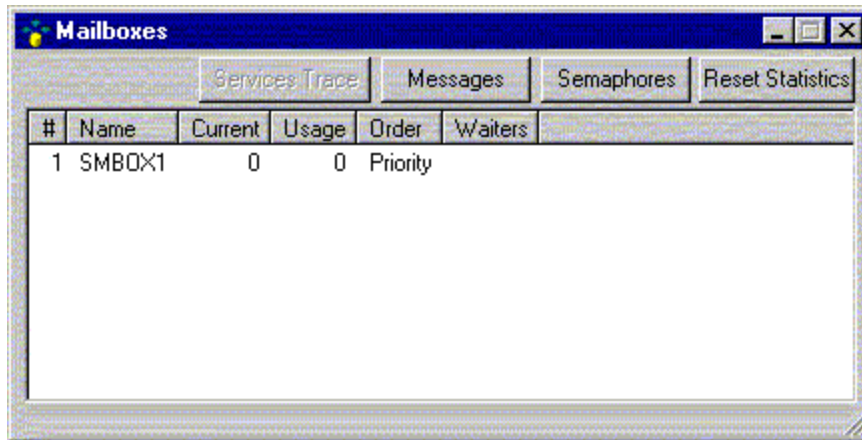 Mailboxes
Services Trace Messages Semaphores Reset Statistics
# Name Current Usage Order Waiters
1 SMBOX1 0 0 Priority